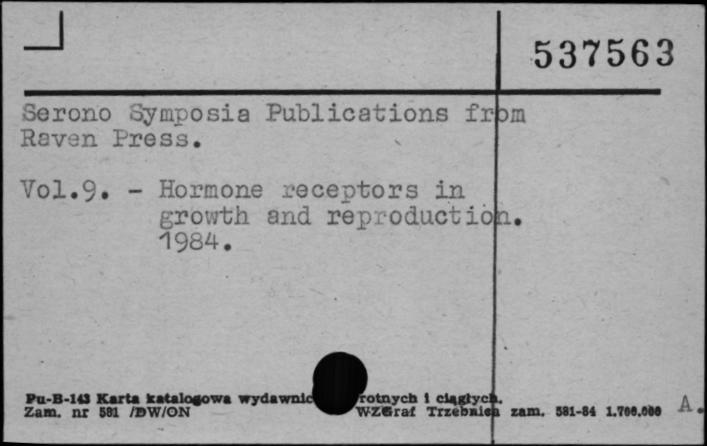 537563
Serono Symposia Publications from
Raven Press.
Vol.9. - Hormone receptors in
growth and reproduction.
1984.
Pu-B-143 Karta katalogowa wydawnic rotnych i ciągłych.
Zam. nr 581 /DW/ON WZGraf Trzebnica zam. 581-84 1.700.000 A.